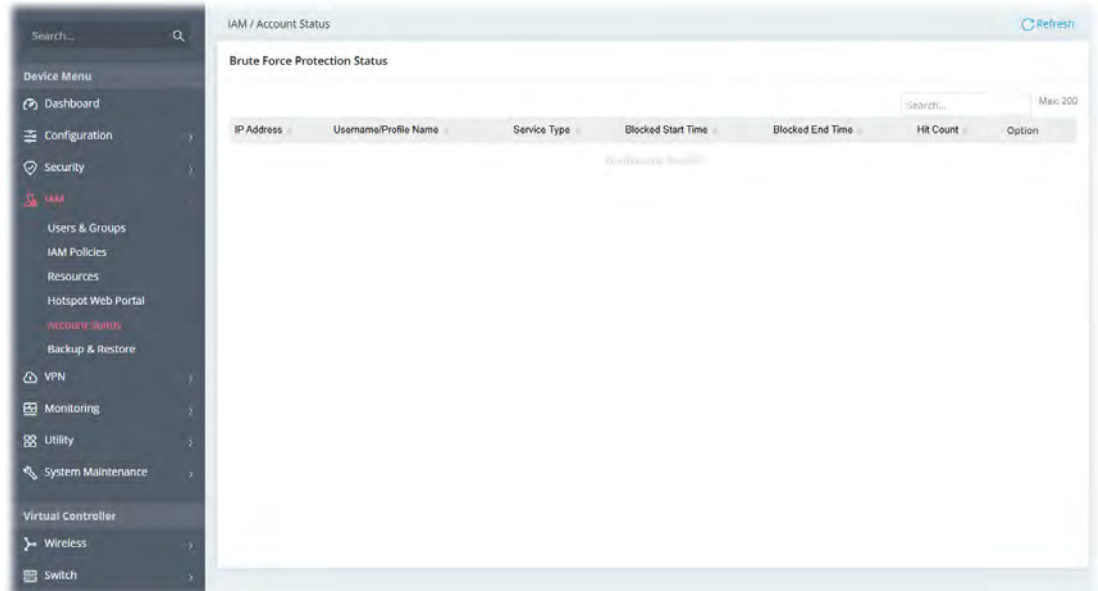 Search...
Device Menu
Dashboard
Configuration
Security
IAM
Users & Groups
IAM Policies
Resources
Hotspot Web Portal
Account Status
Backup & Restore
VPN
Monitoring
Utility
System Maintenance
Virtual Controller
Wireless
Switch
IAM / Account Status
Refresh
Brute Force Protection Status
Search...
Max: 200
IP Address Username/Profile Name Service Type Blocked Start Time Blocked End Time Hit Count Option